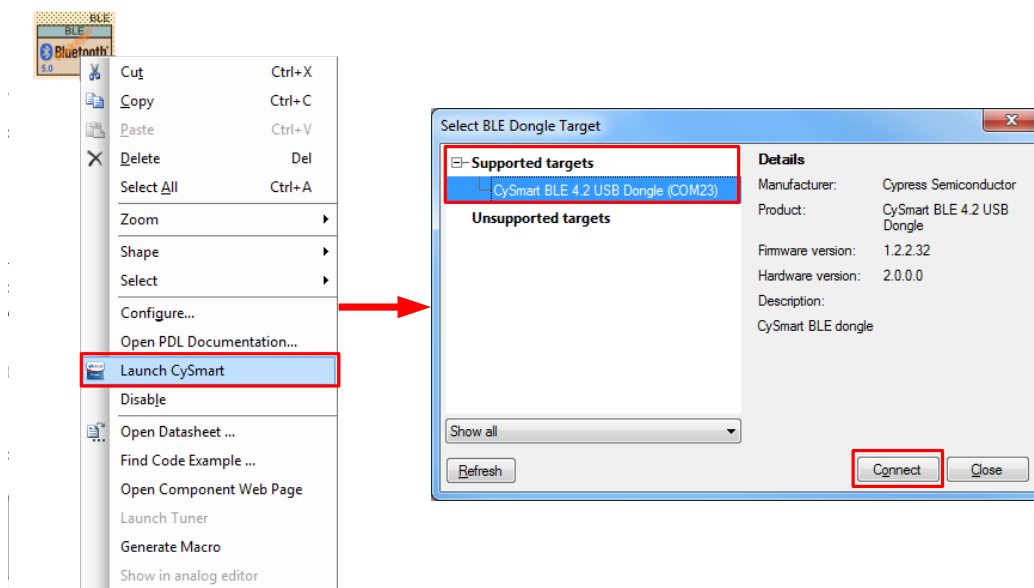 BLE
BLE
Bluetooth
5.0
Cut Ctrl+X
Copy Ctrl+C
Paste Ctrl+V
Delete Del
Select All Ctrl+A
Zoom
Shape
Select
Configure...
Open PDL Documentation...
Launch CySmart
Disable
Open Datasheet ...
Find Code Example ...
Open Component Web Page
Launch Tuner
Generate Macro
Show in analog editor
Select BLE Dongle Target
Supported targets
CySmart BLE 4.2 USB Dongle (COM23)
Unsupported targets
Show all
Refresh
Details
Manufacturer: Cypress Semiconductor
Product: CySmart BLE 4.2 USB
Dongle
Firmware version: 1.2.2.32
Hardware version: 2.0.0.0
Description:
CySmart BLE dongle
Connect Close